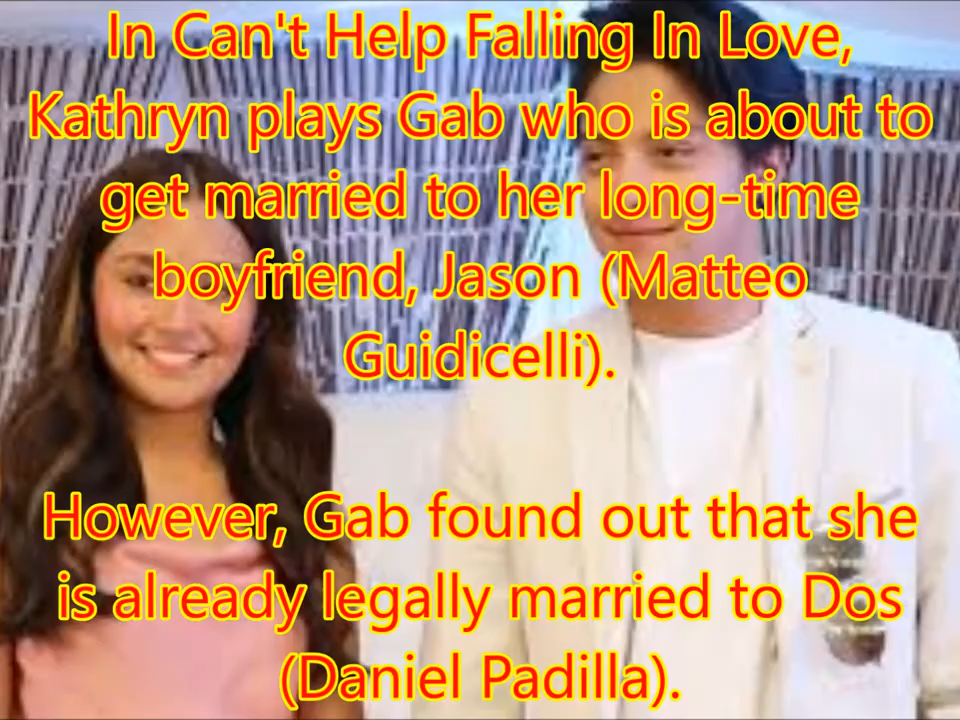 In Can't Help Falling In Love,
Kathryn plays Gab who is about to
get married to her long-time
boyfriend, Jason (Matteo
Guidicelli).
However, Gab found out that she
is already legally married to Dos
(Daniel Padilla).